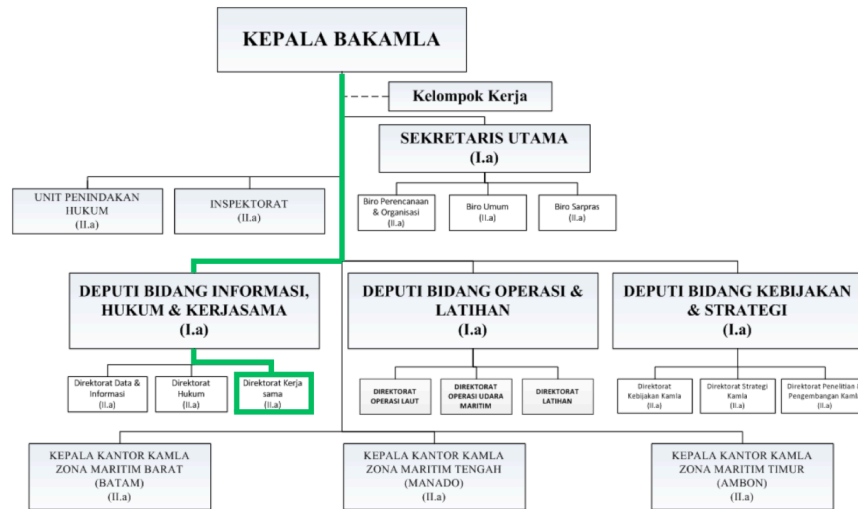 KEPALA BAKAMLA
Kelompok Kerja
SEKRETARIS UTAMA
(I.a)
UNIT PENINDAKAN
HUKUM
(II.a)
INSPEKTORAT
(II.a)
Biro Perencanaan
& Organisasi
(II.a)
Biro Umum
(II.a)
Biro Sarpras
(II.a)
DEPUTI BIDANG INFORMASI,
HUKUM & KERJASAMA
(I.a)
DEPUTI BIDANG OPERASI &
LATIHAN
(I.a)
DEPUTI BIDANG KEBIJAKAN
& STRATEGI
(I.a)
Direktorat Data &
Informasi
(II.a)
Direktorat
Hukum
(II.a)
Direktorat Kerja
sama
(II.a)
DIREKTORAT
OPERASI LAUT
DIREKTORAT
OPERASI UDARA
MARITIM
DIREKTORAT
LATIHAN
Direktorat
Kebijakan Kamla
(II.a)
Direktorat Strategi
Kamla
(II.a)
Direktorat Penelitian
Pengembangan Kamla
(II.a)
KEPALA KANTOR KAMLA
ZONA MARITIM BARAT
(BATAM)
(II.a)
KEPALA KANTOR KAMLA
ZONA MARITIM TENGAH
(MANADO)
(II.a)
KEPALA KANTOR KAMLA
ZONA MARITIM TIMUR
(AMBON)
(II.a)